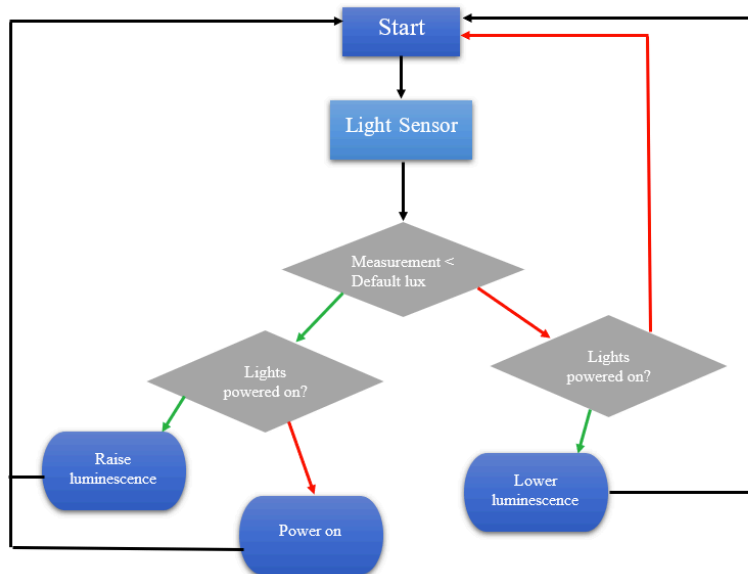 Start
Light Sensor
Measurement <
Default lux
Lights
powered on?
Lights
powered on?
Raise
luminescence
Power on
Lower
luminescence